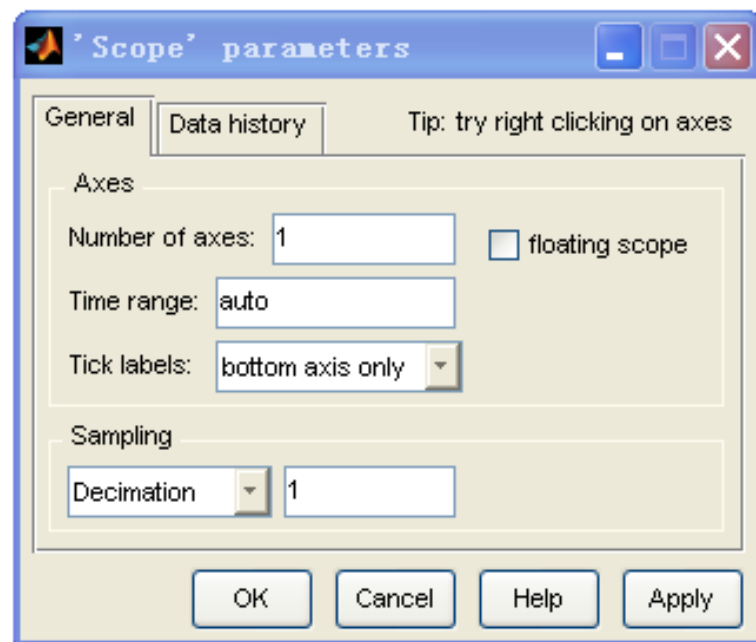 'Scope' parameters
General Data history Tip: try right clicking on axes
Axes
Number of axes: 1 floating scope
Time range: auto
Tick labels: bottom axis only
Sampling
Decimation 1
OK Cancel Help Apply